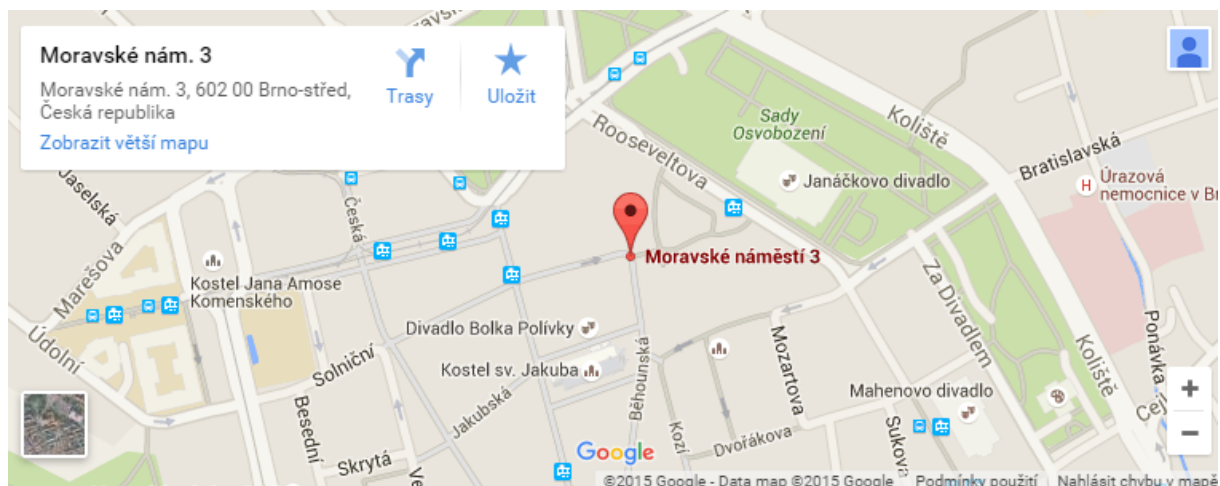 Moravské nám. 3
Moravské nám. 3, 602 00 Brno-střed,
Česká republika
Zobrazit větší mapu
Trasy
Uložit
Koliště
Sady
Osvobození
Rooseveltova
Bratislavská
Janáčkovo divadlo
H
Úrazová
nemocnice v Br
Jaselská
Česká
Marešova
Moravské náměstí 3
Kostel Jana Amose
Komenského
Za Divadlem
Divadlo Bolka Polívky
Údolní
Solniční
Kostel sv. Jakuba
Běhounská
Mozartova
Koliště
Ponávka
Mahenovo divadlo
Besední
Jakubská
Kozí
Dvořákova
Sukova
Cej
Skrytá
Google
©2015 Google - Data map ©2015 Google
Podmínky použití
Nahlásit chybu v mapě